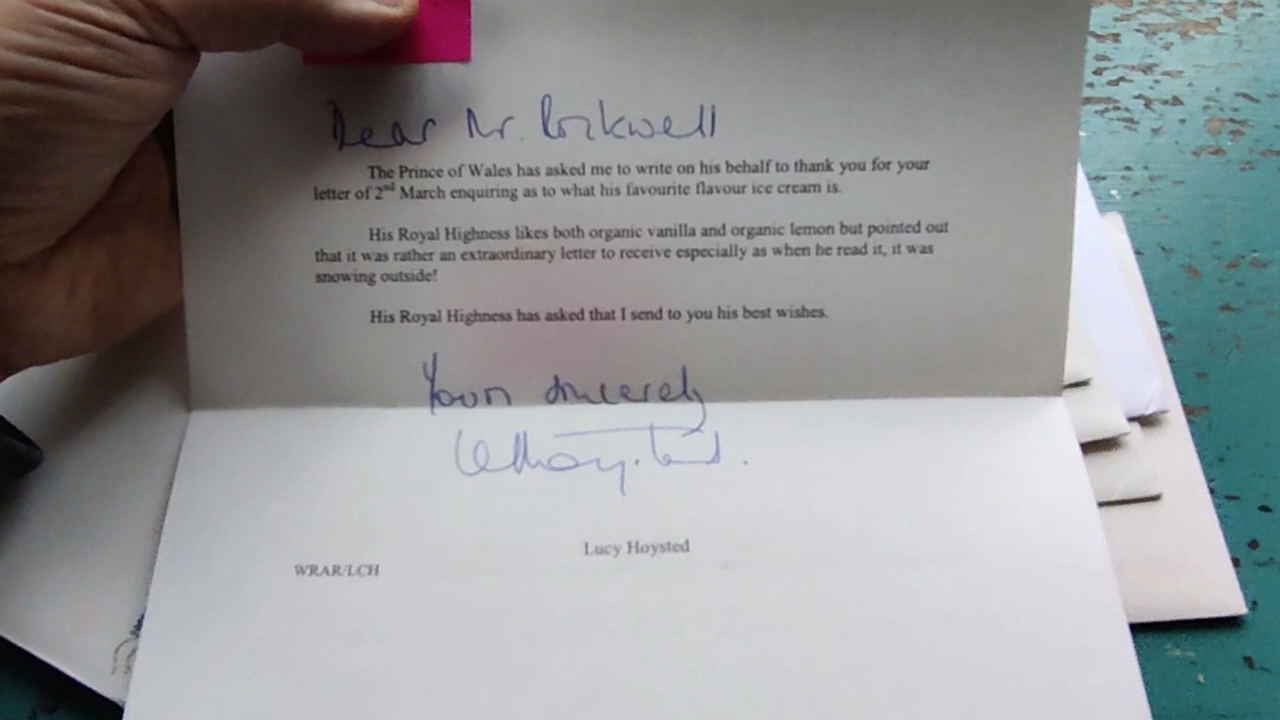 Dear Mr. Rockwell
The Prince of Wales has asked me to write on his behalf to thank you for your
letter of 2nd March enquiring as to what his favourite flavour ice cream is.
His Royal Highness likes both organic vanilla and organic lemon but pointed out
that it was rather an extraordinary letter to receive especially as when he read it, it was
snowing outside!
His Royal Highness has asked that I send to you his best wishes.
Yours sincerely
Lucy Hoysted
WRAR/LCH